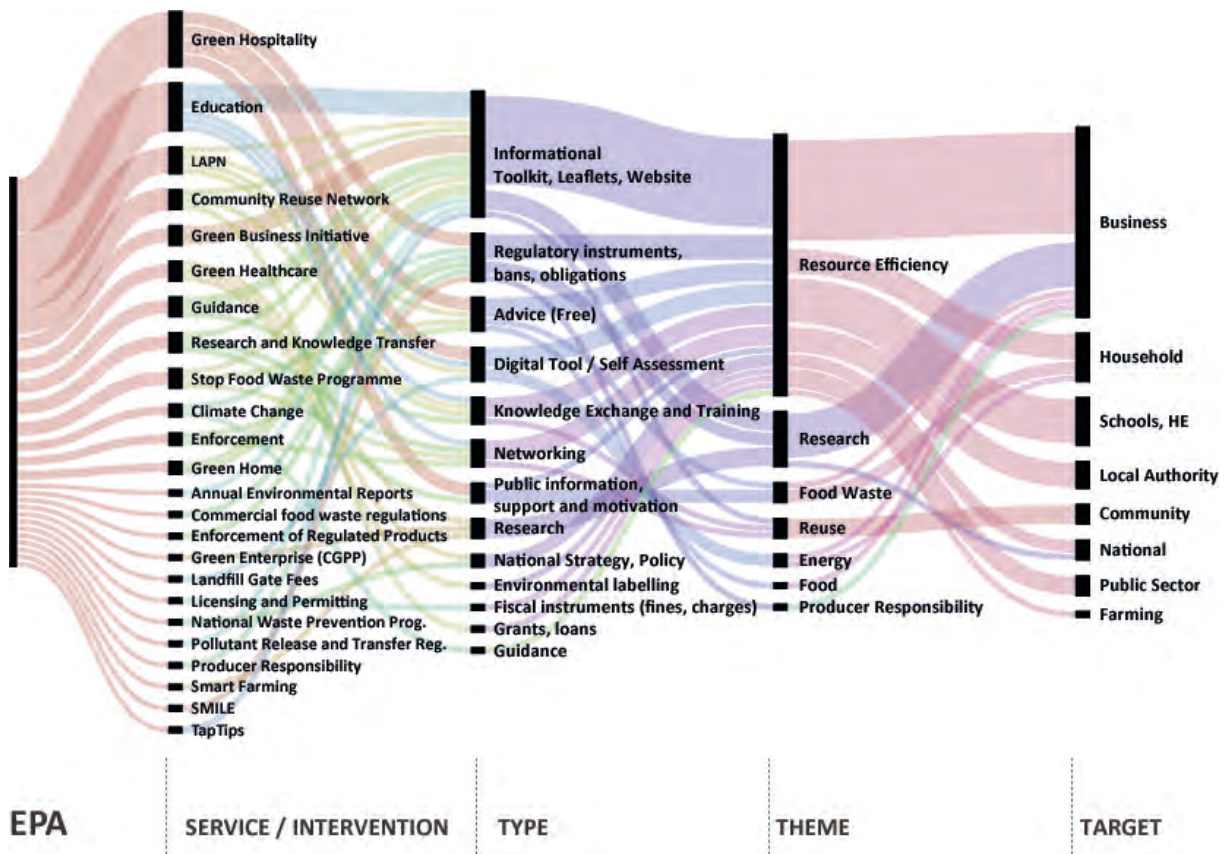 Green Hospitality
Education
LAPN
Community Reuse Network
Green Business Initiative
Green Healthcare
Guidance
Research and Knowledge Transfer
Stop Food Waste Programme
Climate Change
Enforcement
Green Home
Annual Environmental Reports
Commercial food waste regulations
Enforcement of Regulated Products
Green Enterprise (CGPP)
Landfill Gate Fees
Licensing and Permitting
National Waste Prevention Prog.
Pollutant Release and Transfer Reg.
Producer Responsibility
Smart Farming
SMILE
TapTips
Informational
Toolkit, Leaflets, Website
Regulatory instruments,
bans, obligations
Advice (Free)
Digital Tool / Self Assessment
Knowledge Exchange and Training
Networking
Public information,
support and motivation
Research
National Strategy, Policy
Environmental labelling
Fiscal instruments (fines, charges)
Grants, loans
Guidance
Resource Efficiency
Research
Food Waste
Reuse
Energy
Food
Producer Responsibility
Business
Household
Schools, HE
Local Authority
Community
National
Public Sector
Farming
EPA
SERVICE / INTERVENTION
TYPE
THEME
TARGET